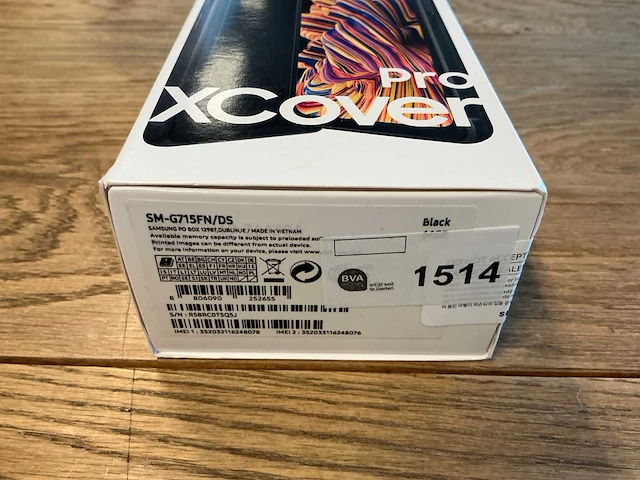 Pro
XCover
SM-G715FN/DS
Black
SAMSUNG PO BOX 12987, DUBLIN.IE / MADE IN VIETNAM
Available memory capacity is subject to preloaded
Printed images can be different from actual device.
For more information on your device, please visit www.
BVA
1514
8 806090 252655
S/N : R58RC0TSQSJ
IMEI 1 : 352032116248078 IMEI 2 : 352033116248076